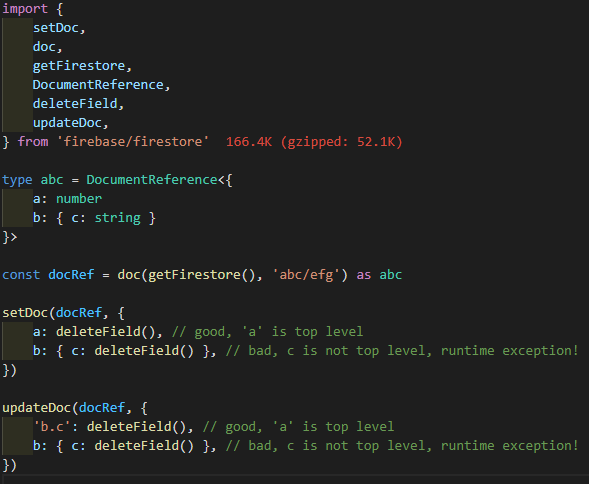 import {
    setDoc,
    doc,
    getFirestore,
    DocumentReference,
    deleteField,
    updateDoc,
} from 'firebase/firestore'  166.4K (gzipped: 52.1K)
type abc = DocumentReference<{
    a: number
    b: { c: string }
}>
const docRef = doc(getFirestore(), 'abc/efg') as abc
setDoc(docRef, {
    a: deleteField(), // good, 'a' is top level
    b: { c: deleteField() }, // bad, c is not top level, runtime exception!
})
updateDoc(docRef, {
    'b.c': deleteField(), // good, 'a' is top level
    b: { c: deleteField() }, // bad, c is not top level, runtime exception!
})